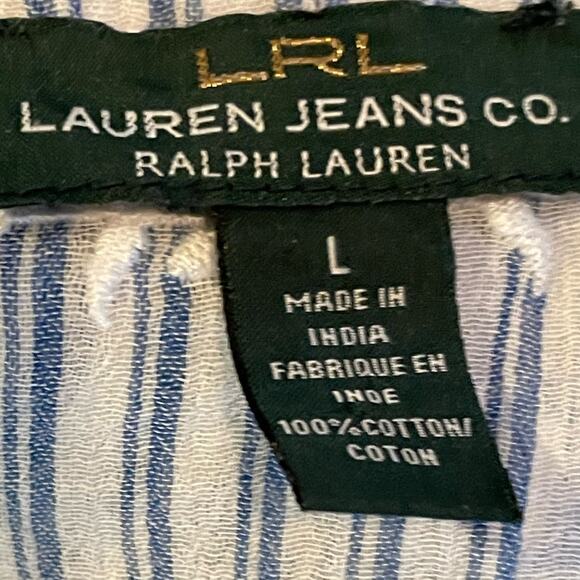 LRL
LAUREN JEANS CO.
RALPH LAUREN
L
MADE IN
INDIA
FABRIQUE EN
INDE
100% COTTON/
COTON